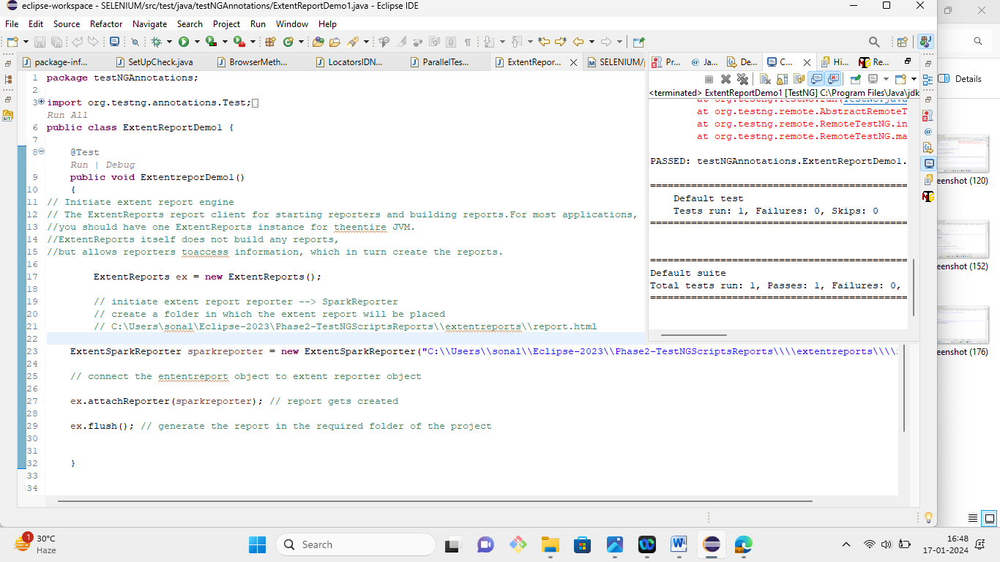 eclipse-workspace - SELENIUM/src/test/java/testNGAnnotations/ExtentReportDemo1.java - Eclipse IDE
File Edit Source Refactor Navigate Search Project Run Window Help
package-inf... SetUpCheck.java BrowserMeth... LocatorsIDN... ParallelTes... ExtentRepor... SELENIUM/
Pr... Ja... De... C... Hi... Re...
Details
<terminated> ExtentReportDemo1 [TestNG] C:\Program Files\Java\jdk
1 package testNGAnnotations;
2
3 import org.testng.annotations.Test;
Run All
6 public class ExtentReportDemo1 {
7
8 @Test
Run | Debug
9 public void ExtentreporDemo1()
10 {
11 // Initiate extent report engine
12 // The ExtentReports report client for starting reporters and building reports.For most applications,
13 //you should have one ExtentReports instance for theentire JVM.
14 //ExtentReports itself does not build any reports,
15 //but allows reporters toaccess information, which in turn create the reports.
16
17 ExtentReports ex = new ExtentReports();
18
19 // initiate extent report reporter --> SparkReporter
20 // create a folder in which the extent report will be placed
21 // C:\Users\sonal\Eclipse-2023\Phase2-TestNGScriptsReports\\extentreports\\report.html
22
23 ExtentSparkReporter sparkreporter = new ExtentSparkReporter("C:\\Users\\sonal\\Eclipse-2023\\Phase2-TestNGScriptsReports\\\\extentreports\\\\
24
25 // connect the ententreport object to extent reporter object
26
27 ex.attachReporter(sparkreporter); // report gets created
28
29 ex.flush(); // generate the report in the required folder of the project
30
31
32 }
33
34
at org.testng.TestNG.run(TestNG.java
at org.testng.remote.AbstractRemoteT
at org.testng.remote.RemoteTestNG.in
at org.testng.remote.RemoteTestNG.ma
PASSED: testNGAnnotations.ExtentReportDemo1.
===============================================
Default test
Tests run: 1, Failures: 0, Skips: 0
===============================================
===============================================
Default suite
Total tests run: 1, Passes: 1, Failures: 0,
===============================================
eenshot (120)
eenshot (152)
eenshot (176)
1
30°C
Haze
Search
16:48
17-01-2024